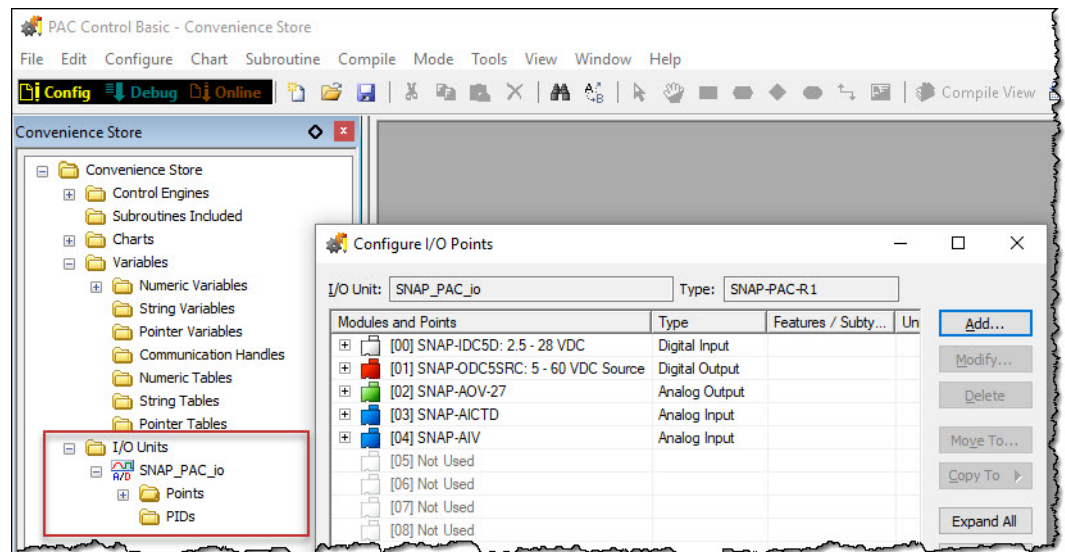 PAC Control Basic - Convenience Store
File Edit Configure Chart Subroutine Compile Mode Tools View Window Help
Config Debug Online Compile View
Convenience Store
Convenience Store
Control Engines
Subroutines Included
Charts
Variables
Numeric Variables
String Variables
Pointer Variables
Communication Handles
Numeric Tables
String Tables
Pointer Tables
I/O Units
A/D SNAP_PAC_io
Points
PIDs
Configure I/O Points
I/O Unit: SNAP_PAC_io Type: SNAP-PAC-R1
Modules and Points Type Features / Subty... Un
[00] SNAP-IDC5D: 2.5 - 28 VDC Digital Input
[01] SNAP-ODC5SRC: 5 - 60 VDC Source Digital Output
[02] SNAP-AOV-27 Analog Output
[03] SNAP-AICTD Analog Input
[04] SNAP-AIV Analog Input
[05] Not Used
[06] Not Used
[07] Not Used
[08] Not Used
Add...
Modify...
Delete
Move To...
Copy To
Expand All